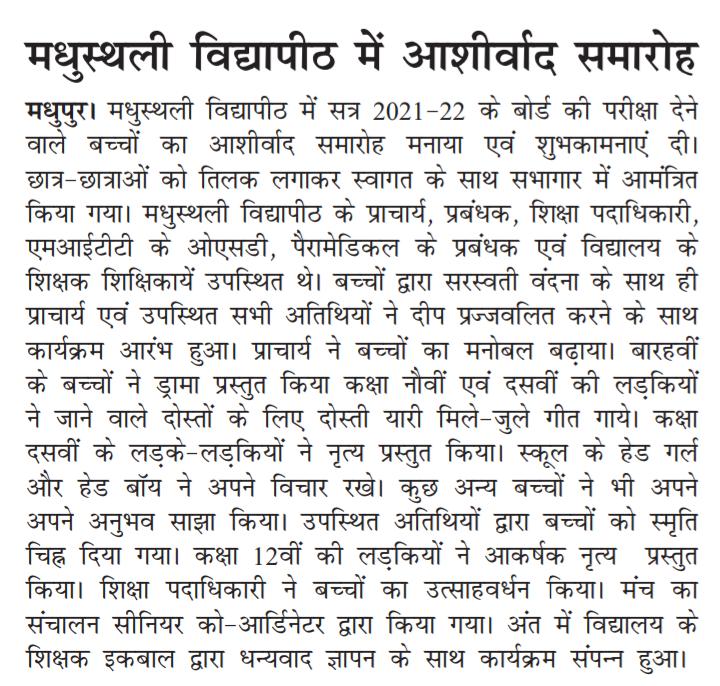 मधुस्थली विद्यापीठ में आशीर्वाद समारोह
मधुपुर। मधुस्थली विद्यापीठ में सत्र 2021-22 के बोर्ड की परीक्षा देने
वाले बच्चों का आशीर्वाद समारोह मनाया एवं शुभकामनाएं दी।
छात्र-छात्राओं को तिलक लगाकर स्वागत के साथ सभागार में आमंत्रित
किया गया। मधुस्थली विद्यापीठ के प्राचार्य, प्रबंधक, शिक्षा पदाधिकारी,
एमआईटीटी के ओएसडी, पैरामेडिकल के प्रबंधक एवं विद्यालय के
शिक्षक शिक्षिकायें उपस्थित थे। बच्चों द्वारा सरस्वती वंदना के साथ ही
प्राचार्य एवं उपस्थित सभी अतिथियों ने दीप प्रज्जवलित करने के साथ
कार्यक्रम आरंभ हुआ। प्राचार्य ने बच्चों का मनोबल बढ़ाया। बारहवीं
के बच्चों ने ड्रामा प्रस्तुत किया कक्षा नौवीं एवं दसवीं की लड़कियों
ने जाने वाले दोस्तों के लिए दोस्ती यारी मिले-जुले गीत गाये। कक्षा
दसवीं के लड़के-लड़कियों ने नृत्य प्रस्तुत किया। स्कूल के हेड गर्ल
और हेड बॉय ने अपने विचार रखे। कुछ अन्य बच्चों ने भी अपने
अपने अनुभव साझा किया। उपस्थित अतिथियों द्वारा बच्चों को स्मृति
चिह्न दिया गया। कक्षा 12वीं की लड़कियों ने आकर्षक नृत्य प्रस्तुत
किया। शिक्षा पदाधिकारी ने बच्चों का उत्साहवर्धन किया। मंच का
संचालन सीनियर को-आर्डिनेटर द्वारा किया गया। अंत में विद्यालय के
शिक्षक इकबाल द्वारा धन्यवाद ज्ञापन के साथ कार्यक्रम संपन्न हुआ।